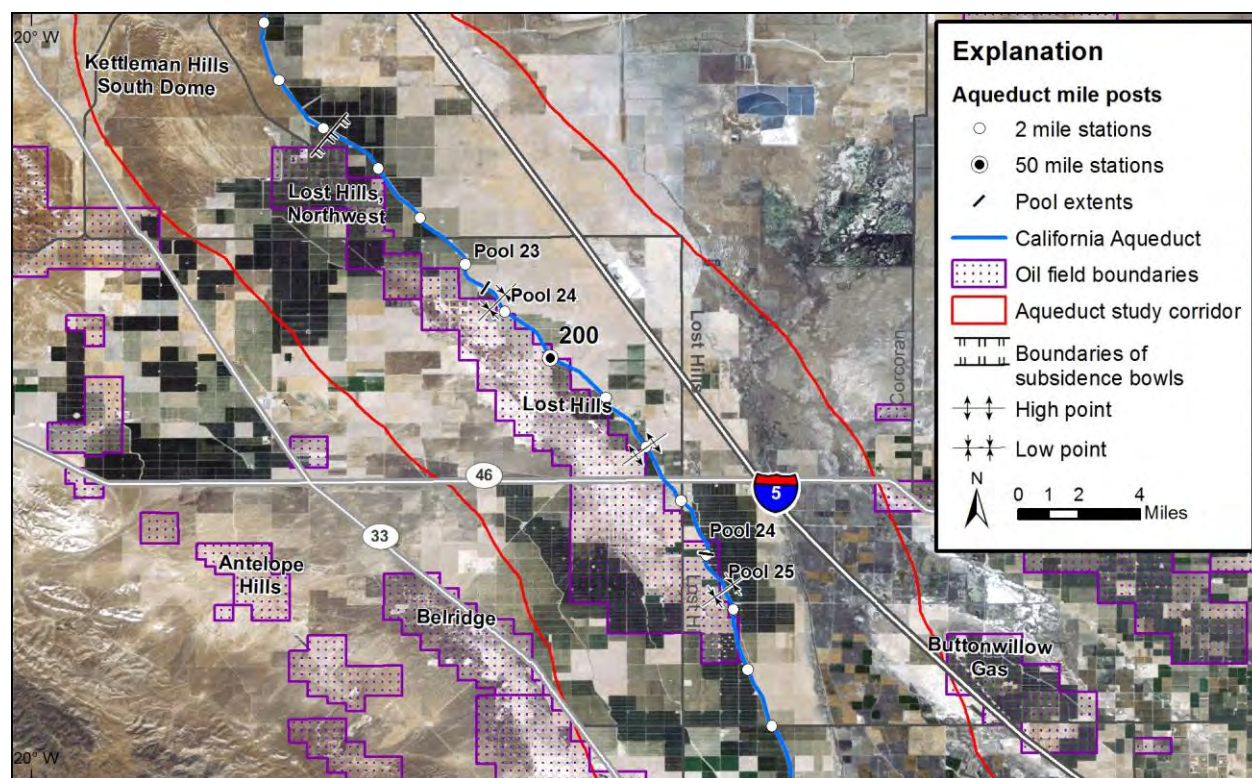 20° W
Kettleman Hills
South Dome
Lost Hills,
Northwest
Pool 23
Pool 24
200
Lost Hills
Lost Hills
Corcoran
46
5
33
Pool 24
Pool 25
Lost Hi
Antelope
Hills
Belridge
Buttonwillow
Gas
20° W
Explanation
Aqueduct mile posts
2 mile stations
50 mile stations
Pool extents
California Aqueduct
Oil field boundaries
Aqueduct study corridor
Boundaries of
subsidence bowls
High point
Low point
N
0 1 2 4
Miles